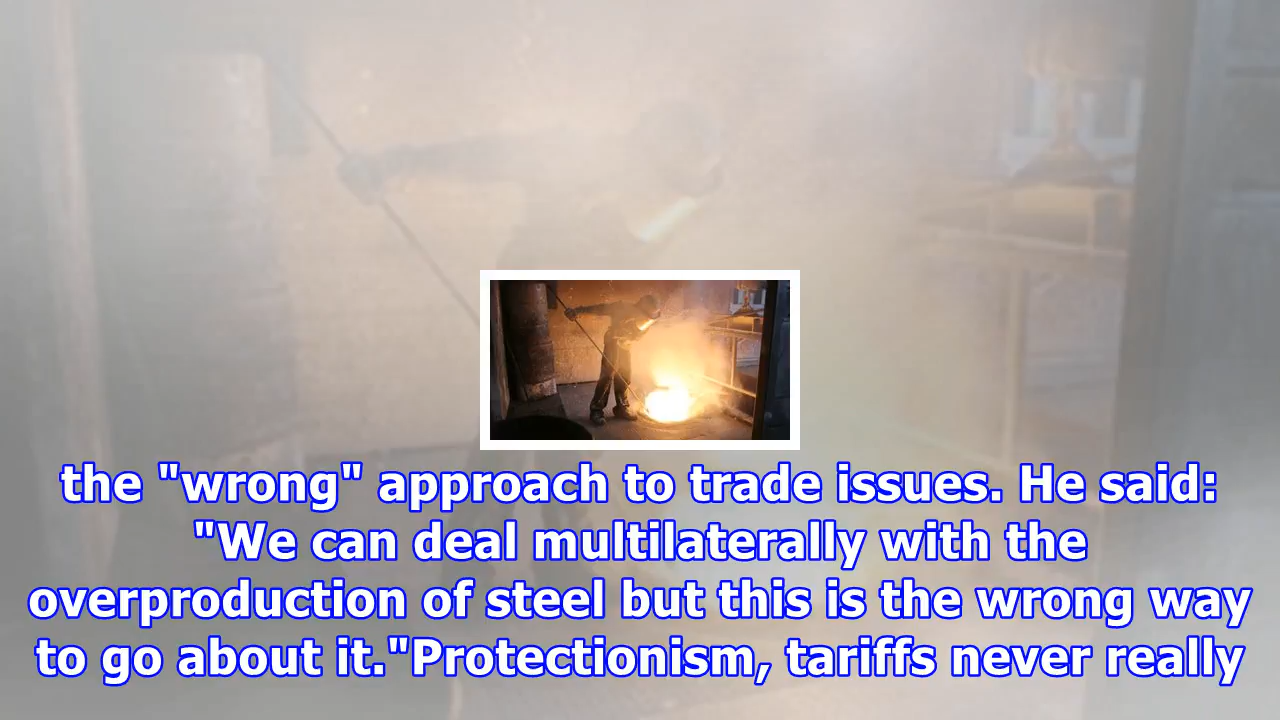 the "wrong" approach to trade issues. He said:
"We can deal multilaterally with the
overproduction of steel but this is the wrong way
to go about it."Protectionism, tariffs never really